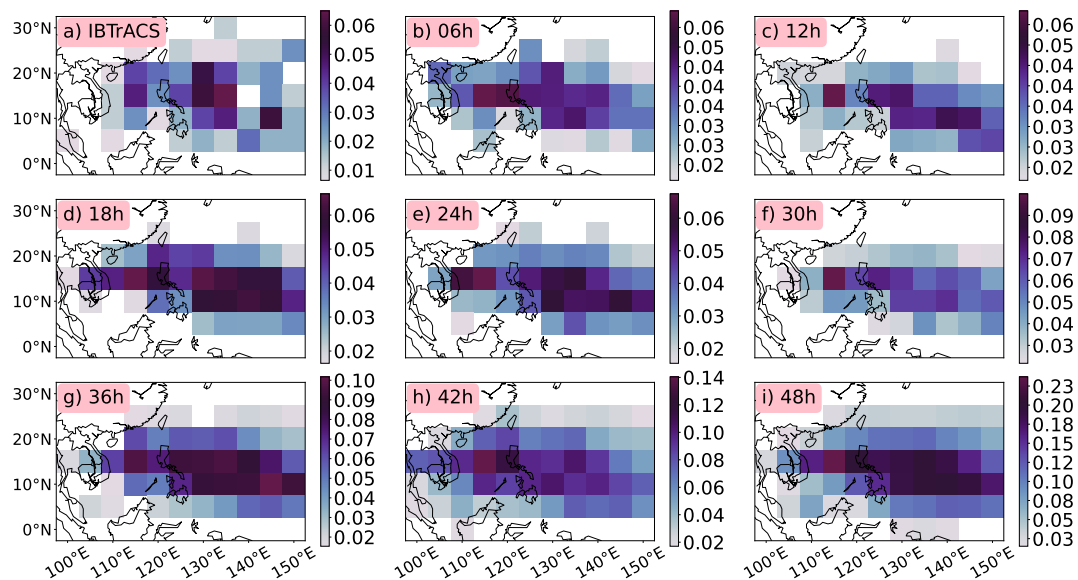 a) IBTrACS
30°N
20°N
10°N
0°N
0.06
0.05
0.04
0.03
0.02
0.01
b) 06h
0.06
0.05
0.05
0.04
0.04
0.03
0.03
0.02
c) 12h
0.06
0.05
0.05
0.04
0.04
0.03
0.03
0.02
d) 18h
30°N
20°N
10°N
0°N
0.06
0.05
0.04
0.03
0.02
e) 24h
0.06
0.05
0.04
0.03
0.02
f) 30h
0.09
0.08
0.07
0.06
0.05
0.04
0.03
g) 36h
30°N
20°N
10°N
0°N
100°E
110°E
120°E
130°E
140°E
150°E
0.10
0.09
0.08
0.07
0.06
0.05
0.04
0.03
0.02
h) 42h
100°E
110°E
120°E
130°E
140°E
150°E
0.14
0.12
0.10
0.08
0.06
0.04
0.02
i) 48h
100°E
110°E
120°E
130°E
140°E
150°E
0.23
0.20
0.18
0.15
0.12
0.10
0.07
0.05
0.03